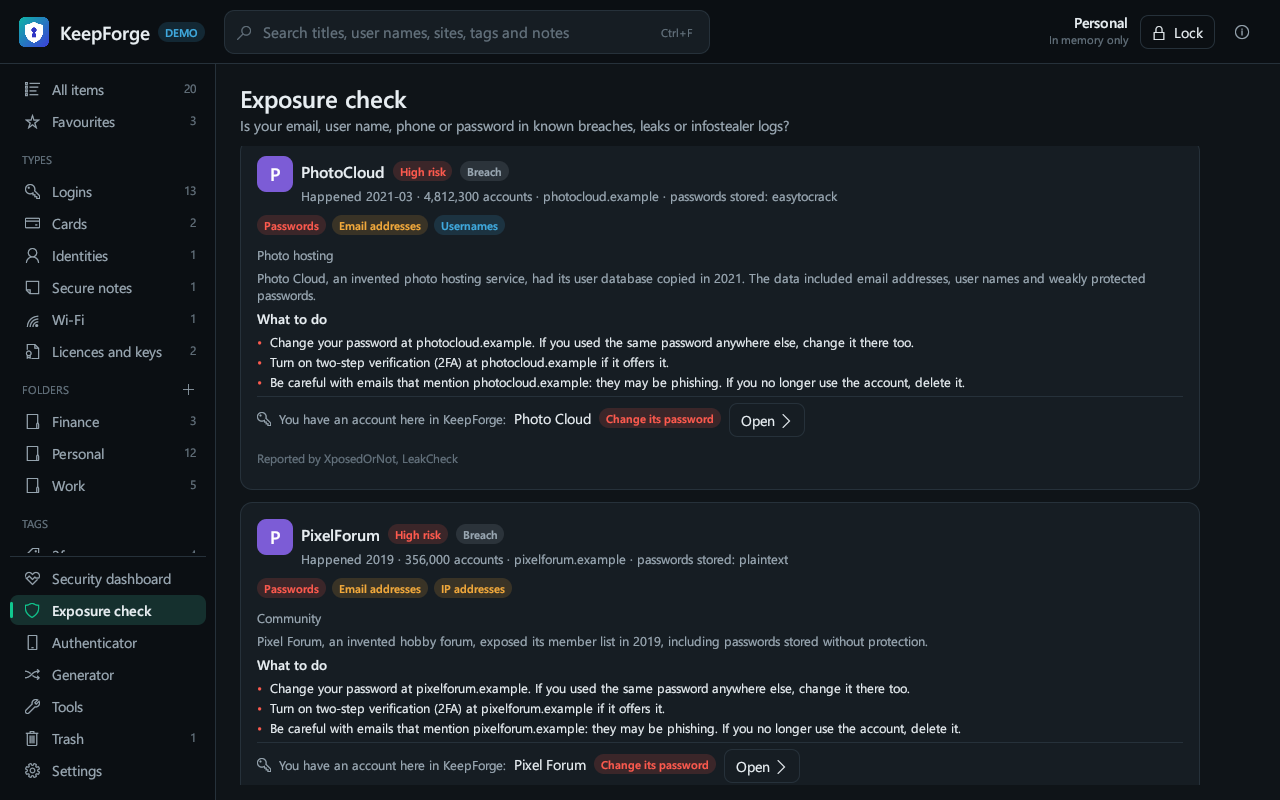 KeepForge DEMO
Search titles, user names, sites, tags and notes Ctrl+F
Personal
In memory only
Lock
All items 20
Favourites 3
TYPES
Logins 13
Cards 2
Identities 1
Secure notes 1
Wi-Fi 1
Licences and keys 2
FOLDERS
Finance 3
Personal 12
Work 5
TAGS
Security dashboard
Exposure check
Authenticator
Generator
Tools
Trash 1
Settings
Exposure check
Is your email, user name, phone or password in known breaches, leaks or infostealer logs?
P PhotoCloud High risk Breach
Happened 2021-03 · 4,812,300 accounts · photocloud.example · passwords stored: easytocrack
Passwords Email addresses Usernames
Photo hosting
Photo Cloud, an invented photo hosting service, had its user database copied in 2021. The data included email addresses, user names and weakly protected
passwords.
What to do
• Change your password at photocloud.example. If you used the same password anywhere else, change it there too.
• Turn on two-step verification (2FA) at photocloud.example if it offers it.
• Be careful with emails that mention photocloud.example: they may be phishing. If you no longer use the account, delete it.
You have an account here in KeepForge: Photo Cloud Change its password Open
Reported by XposedOrNot, LeakCheck
P PixelForum High risk Breach
Happened 2019 · 356,000 accounts · pixelforum.example · passwords stored: plaintext
Passwords Email addresses IP addresses
Community
Pixel Forum, an invented hobby forum, exposed its member list in 2019, including passwords stored without protection.
What to do
• Change your password at pixelforum.example. If you used the same password anywhere else, change it there too.
• Turn on two-step verification (2FA) at pixelforum.example if it offers it.
• Be careful with emails that mention pixelforum.example: they may be phishing. If you no longer use the account, delete it.
You have an account here in KeepForge: Pixel Forum Change its password Open